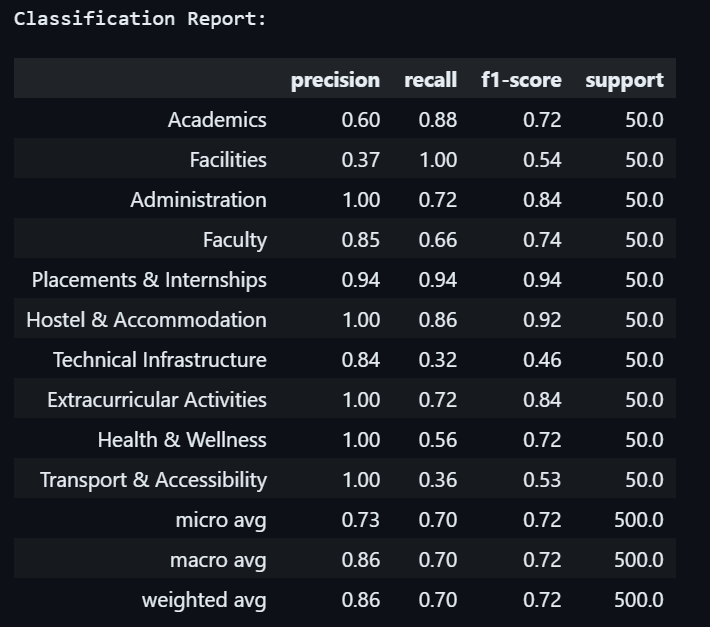 Classification Report:
precision recall f1-score support
Academics 0.60 0.88 0.72 50.0
Facilities 0.37 1.00 0.54 50.0
Administration 1.00 0.72 0.84 50.0
Faculty 0.85 0.66 0.74 50.0
Placements & Internships 0.94 0.94 0.94 50.0
Hostel & Accommodation 1.00 0.86 0.92 50.0
Technical Infrastructure 0.84 0.32 0.46 50.0
Extracurricular Activities 1.00 0.72 0.84 50.0
Health & Wellness 1.00 0.56 0.72 50.0
Transport & Accessibility 1.00 0.36 0.53 50.0
micro avg 0.73 0.70 0.72 500.0
macro avg 0.86 0.70 0.72 500.0
weighted avg 0.86 0.70 0.72 500.0